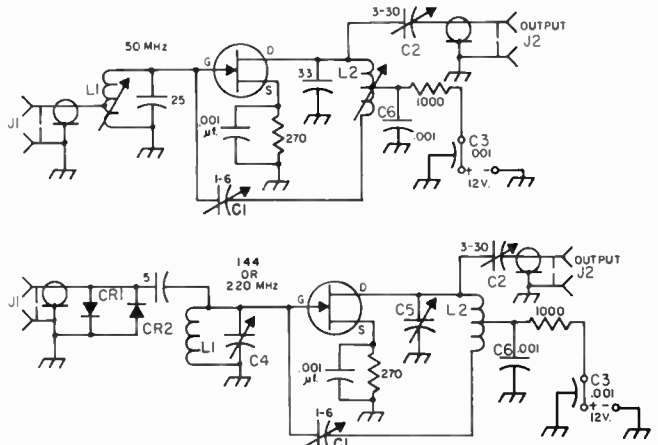 3-30
C2
OUTPUT
J2
50 MHz
G
D
S
L1
25
33
L2
1000
C6
.001
.001
μf.
270
J1
C3
.001
1-6
C1
+ -
12V.
144
OR
220 MHz
3-30
C2
OUTPUT
J2
5
J1
CR1
CR2
L1
C4
G
D
S
C5
L2
1000
C6
.001
.001
μf.
270
C3
.001
1-6
C1
+ -
12V.